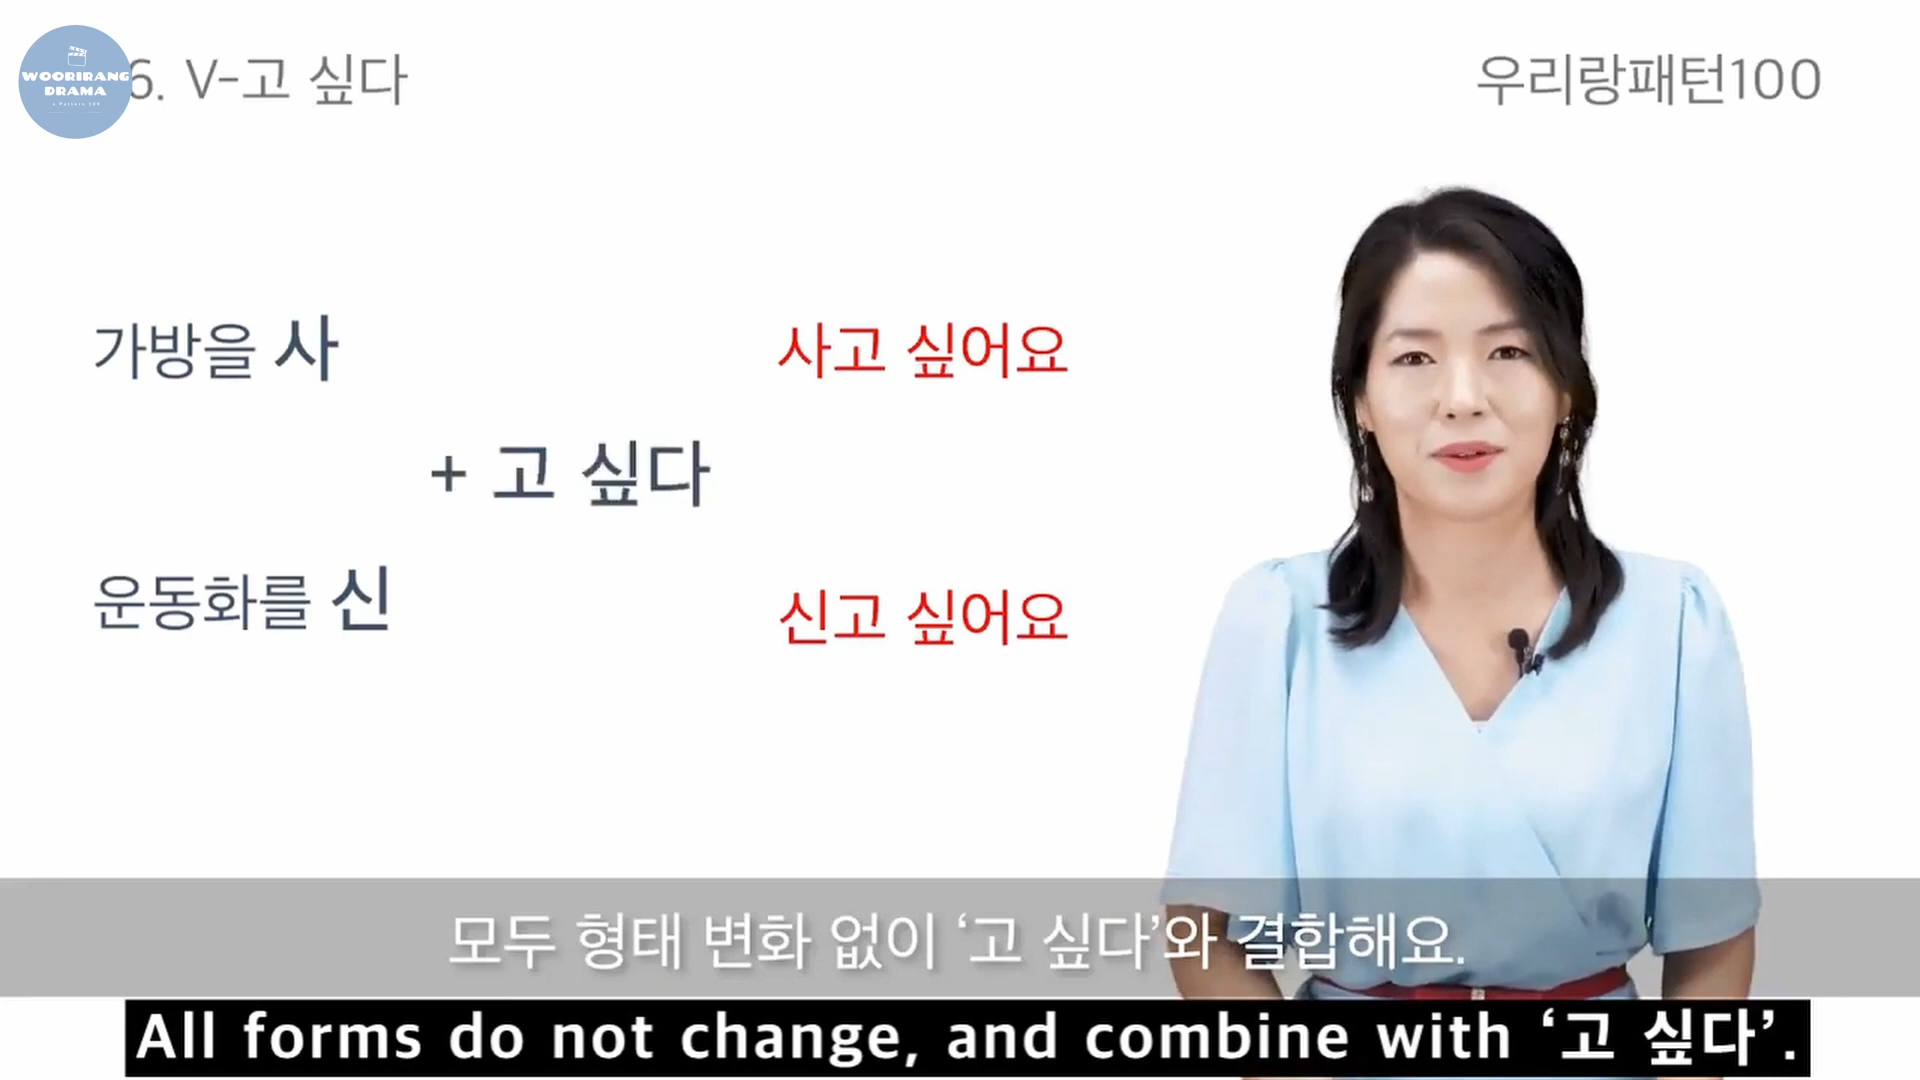 WOORIRANG
DRAMA
6. V-고 싶다
우리랑패턴100
가방을 사
사고 싶어요
+ 고 싶다
운동화를 신
신고 싶어요
모두 형태 변화 없이 ‘고 싶다’와 결합해요.
All forms do not change, and combine with ‘고 싶다’.